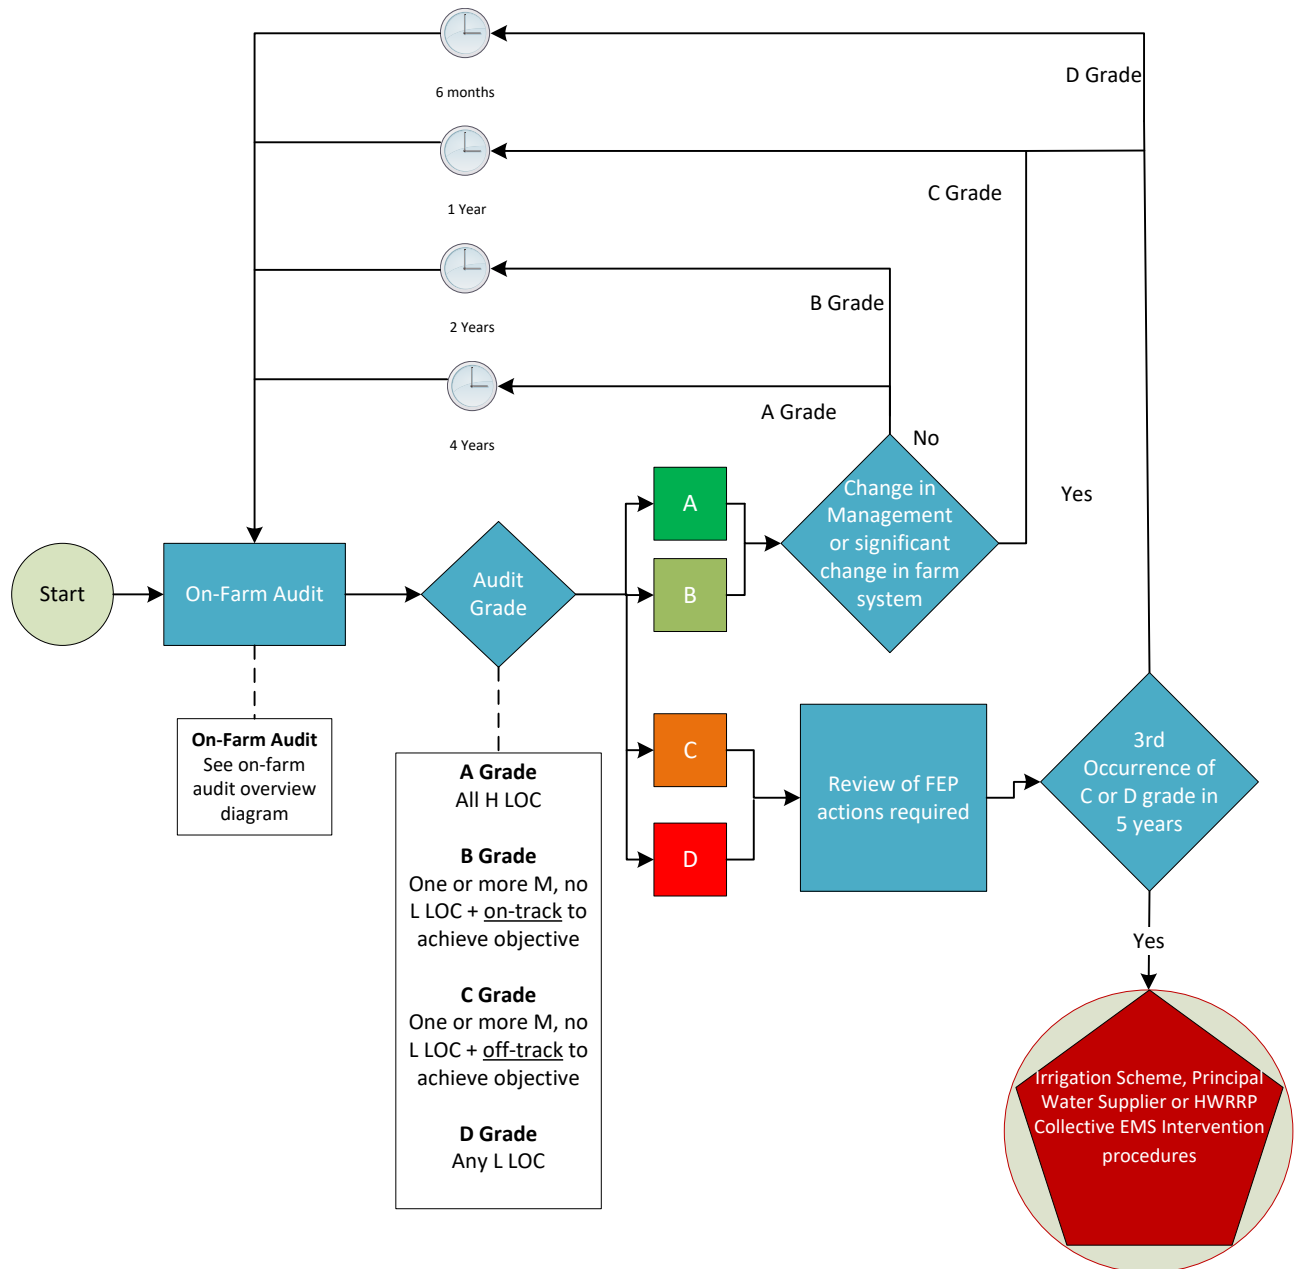 6 months
D Grade
1 Year
C Grade
2 Years
B Grade
4 Years
A Grade
No
Yes
Start
On-Farm Audit
Audit
Grade
A
B
Change in
Management
or significant
change in farm
system
On-Farm Audit
See on-farm
audit overview
diagram
A Grade
All H LOC
B Grade
One or more M, no
L LOC + on-track to
achieve objective
C Grade
One or more M, no
L LOC + off-track to
achieve objective
D Grade
Any L LOC
C
D
Review of FEP
actions required
3rd
Occurrence of
C or D grade in
5 years
Yes
Irrigation Scheme, Principal
Water Supplier or HWRRP
Collective EMS Intervention
procedures